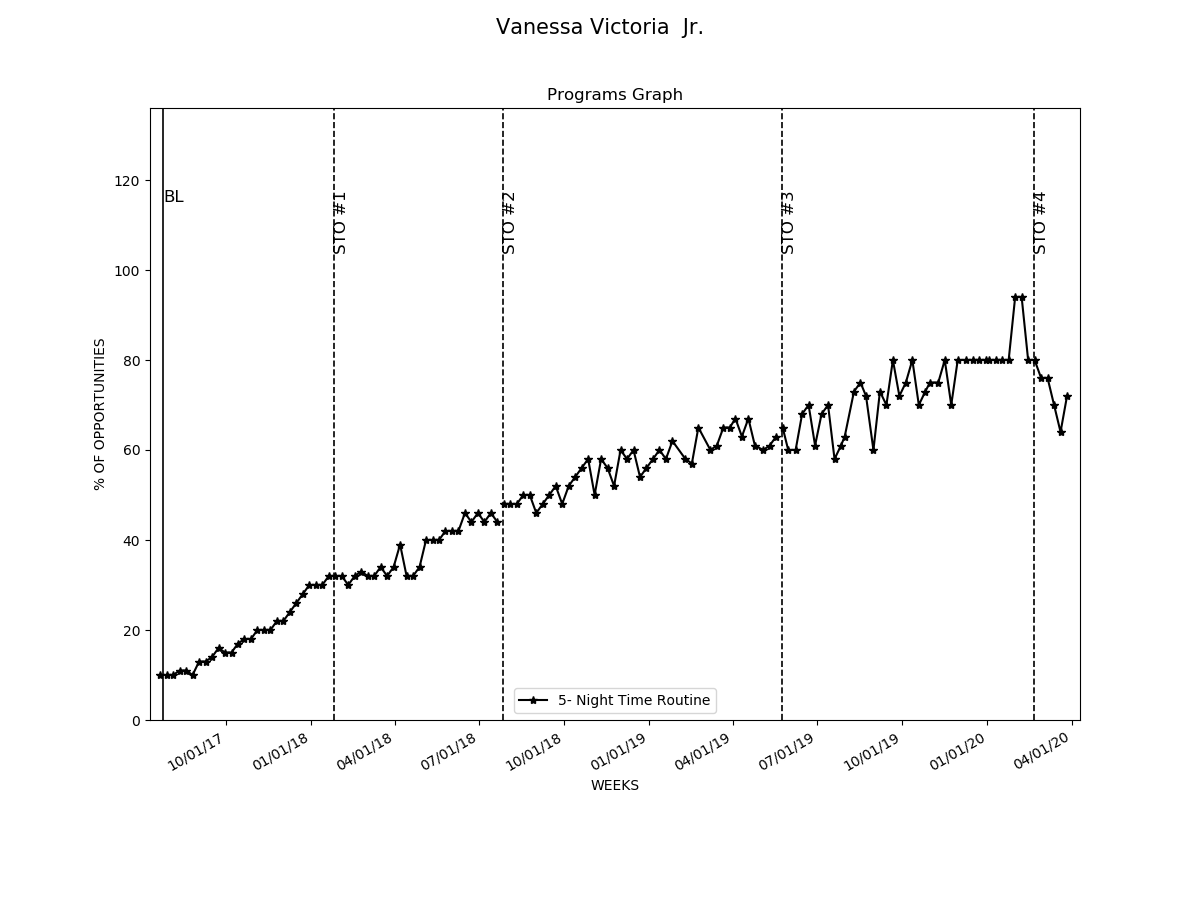 Vanessa Victoria  Jr.
Programs Graph
% OF OPPORTUNITIES
120
100
80
60
40
20
0
BL
STO #1
STO #2
STO #3
STO #4
5- Night Time Routine
10/01/17
01/01/18
04/01/18
07/01/18
10/01/18
01/01/19
04/01/19
07/01/19
10/01/19
01/01/20
04/01/20
WEEKS